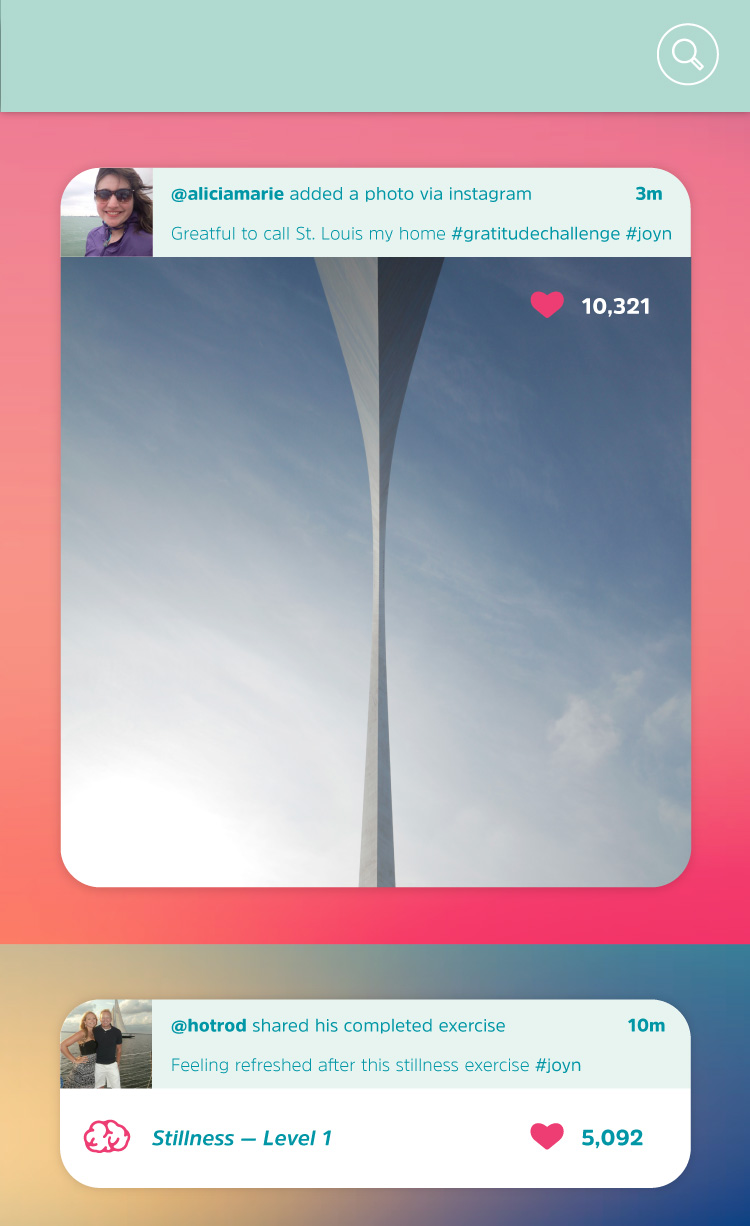 @aliciamarie added a photo via instagram 3m
Greatful to call St. Louis my home #gratitudechallenge #joyn
10,321
@hotrod shared his completed exercise 10m
Feeling refreshed after this stillness exercise #joyn
Stillness — Level 1 5,092